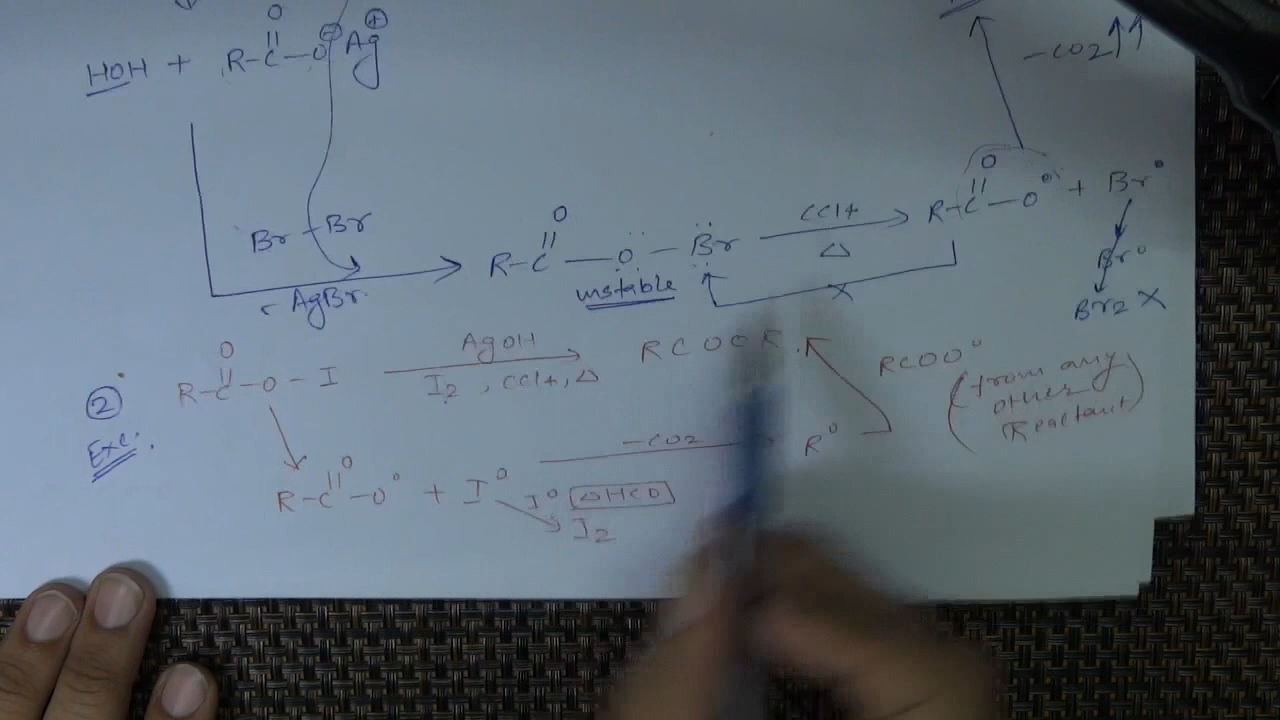 O
HOH + R-C-O⊖ Ag⊕
-CO2↑↑
Br-Br
- AgBr
O
R-C-O-Br
unstable
CCl4
Δ
O
R-C-O° + Br°
Br°
Br2 X
X
②
Exc.
O
R-C-O-I
AgOH
I2, CCl4, Δ
RCOOR
RCOO°
(from any
other
Reactant)
O
R-C-O° + I°
I°
I2
-CO2
R°